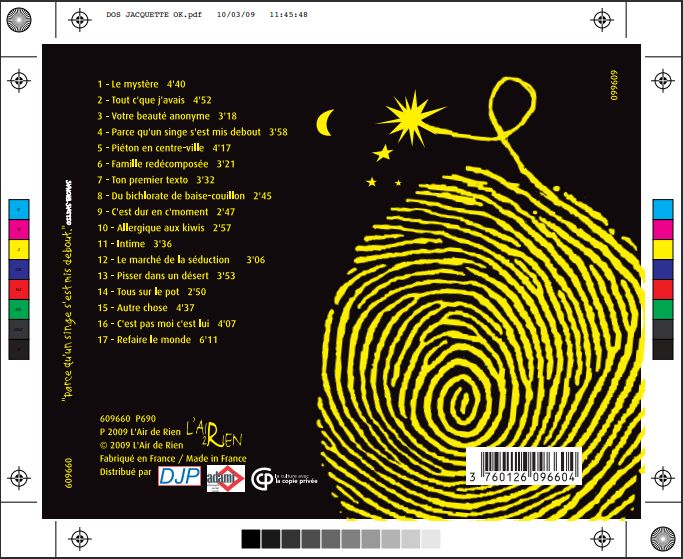 DOS JACQUETTE OK.pdf 10/03/09 11:45:48
1 - Le mystère 4'40
2 - Tout c'que j'avais 4'52
3 - Votre beauté anonyme 3'18
4 - Parce qu'un singe s'est mis debout 3'58
5 - Piéton en centre-ville 4'17
6 - Famille redécomposée 3'21
7 - Ton premier texto 3'32
8 - Du bichlorate de baise-couillon 2'45
9 - C'est dur en c'moment 2'47
10 - Allergique aux kiwis 2'57
11 - Intime 3'36
12 - Le marché de la séduction 3'06
13 - Pisser dans un désert 3'53
14 - Tous sur le pot 2'50
15 - Autre chose 4'37
16 - C'est pas moi c'est lui 4'07
17 - Refaire le monde 6'11
609660 P690
P 2009 L'Air de Rien
© 2009 L'Air de Rien
L'AIR 2 RIEN
Fabriqué en France / Made in France
Distribué par
DJP
adami
la culture avec
la copie privée
3 760126 096604
609660
"parce qu'un singe s'est mis debout."
609660